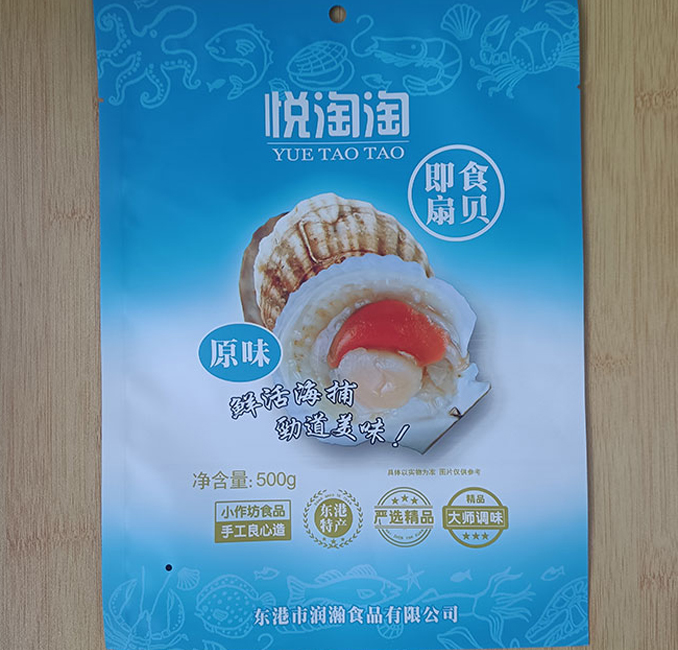 悦淘淘
YUE TAO TAO
即食
扇贝
原味
鲜活海捕
劲道美味！
具体以实物为准 图片仅供参考
净含量：500g
小作坊食品
手工良心造
东港
特产
严选精品
精品
大师调味
东港市润瀚食品有限公司